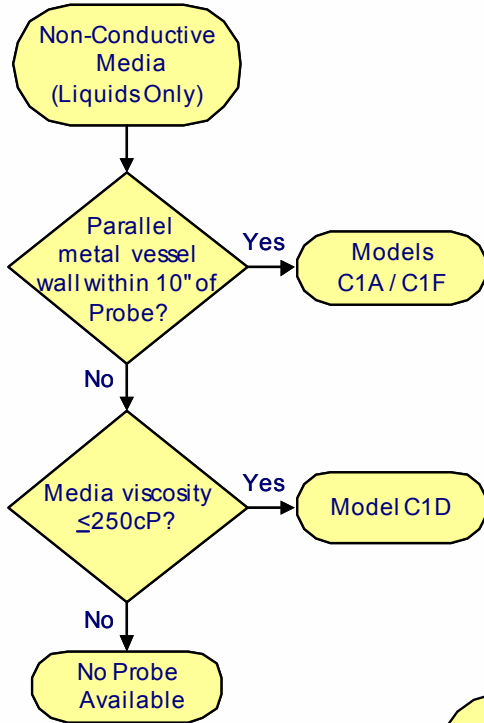 Non-Conductive
Media
(Liquids Only)
Parallel
metal vessel
wall within 10" of
Probe?
Yes
Models
C1A / C1F
No
Media viscosity
≤250cP?
Yes
Model C1D
No
No Probe
Available